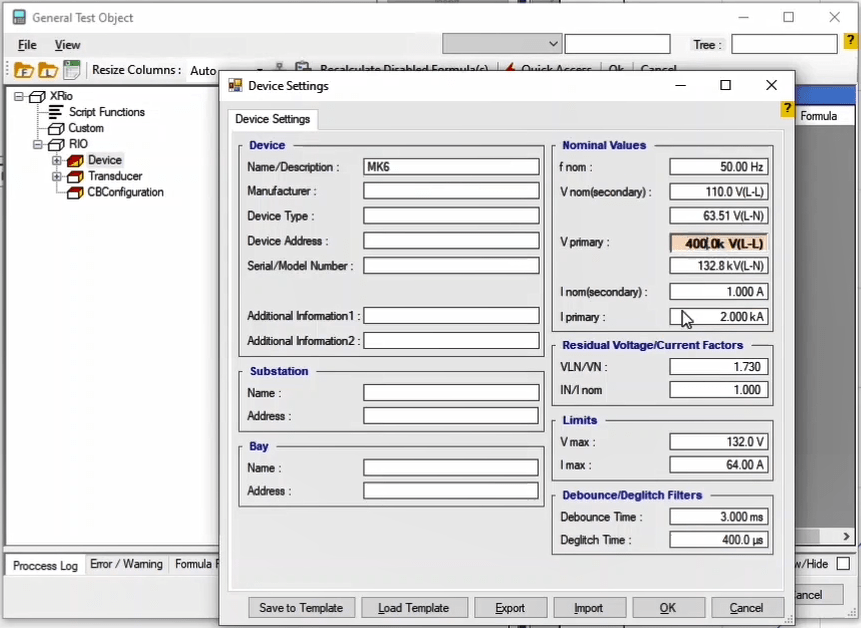 General Test Object
File View
Tree :
?
Resize Columns : Auto
Recalculate Disabled Formula(s) Quick Access Ok Cancel
XRio
Script Functions
Custom
RIO
Device
Transducer
CBConfiguration
Formula
Device Settings
?
Device Settings
Device
Name/Description : MK6
Manufacturer :
Device Type :
Device Address :
Serial/Model Number :
Additional Information1 :
Additional Information2 :
Substation
Name :
Address :
Bay
Name :
Address :
Nominal Values
f nom : 50.00 Hz
V nom(secondary) : 110.0 V(L-L)
63.51 V(L-N)
V primary : 400.0k V(L-L)
132.8 kV(L-N)
I nom(secondary) : 1.000 A
I primary : 2.000 kA
Residual Voltage/Current Factors
VLN/VN : 1.730
IN/I nom 1.000
Limits
V max : 132.0 V
I max : 64.00 A
Debounce/Deglitch Filters
Debounce Time : 3.000 ms
Deglitch Time : 400.0 µs
Proccess Log Error / Warning Formula F
w/Hide
ancel
Save to Template Load Template Export Import OK Cancel